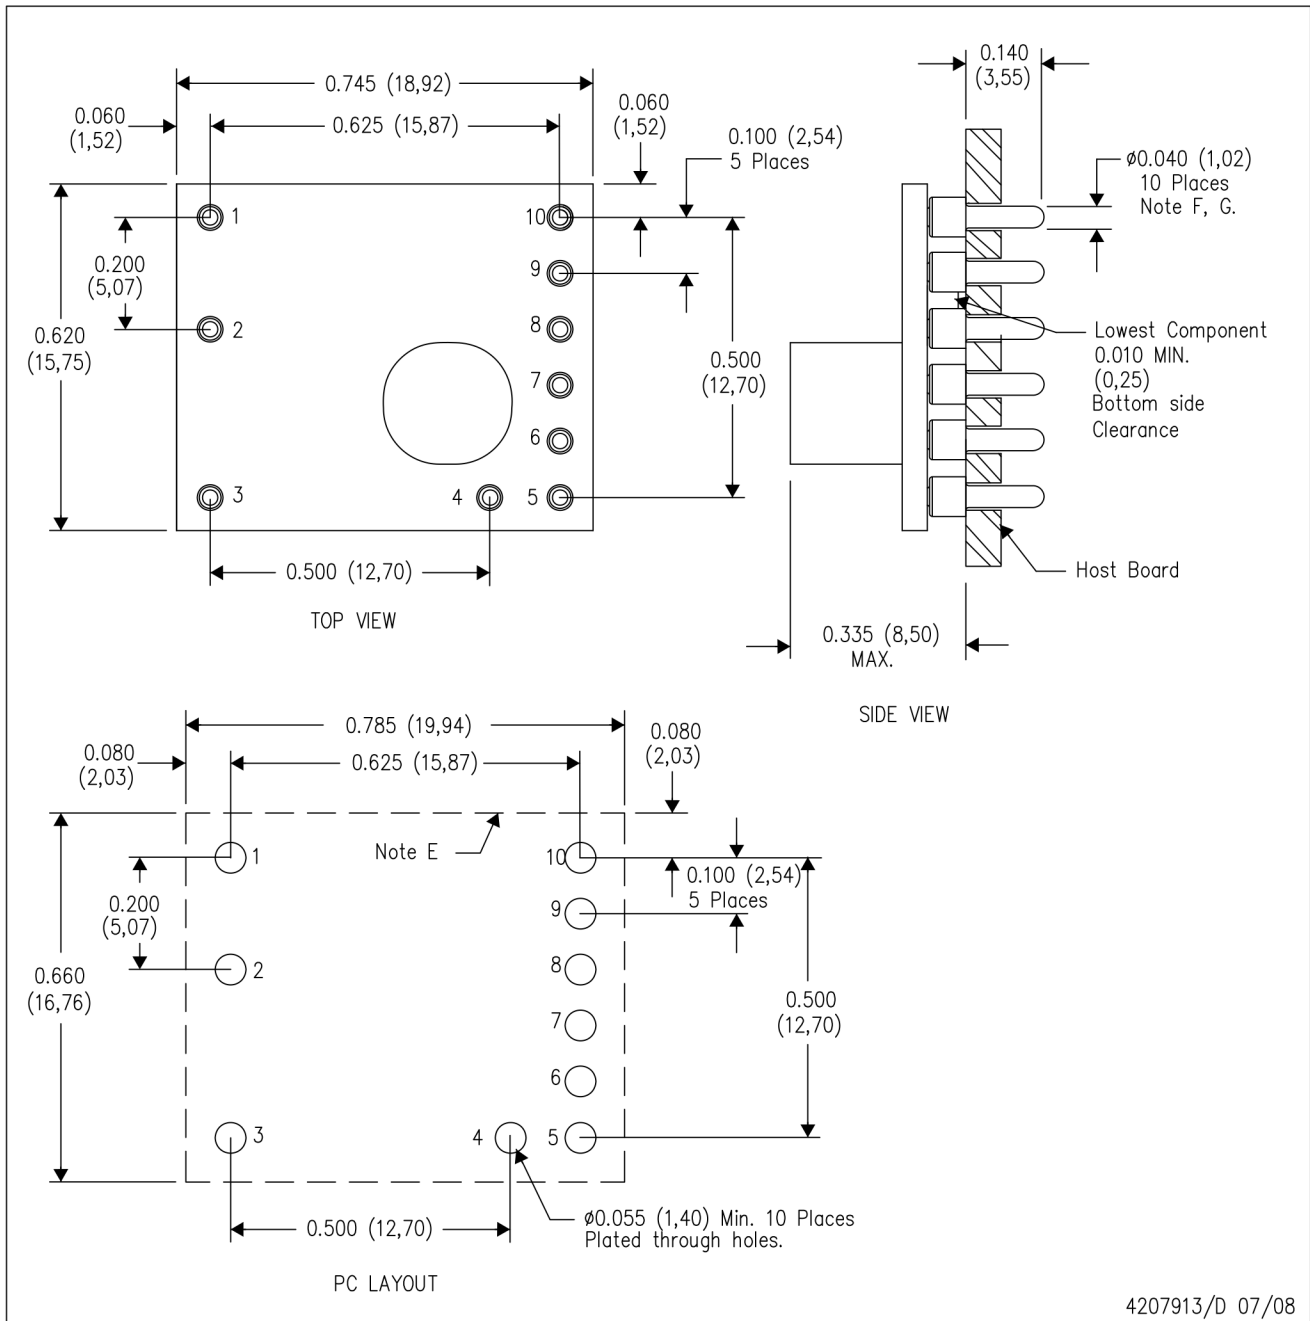 0.745 (18,92)
0.060
(1,52)
0.625 (15,87)
0.060
(1,52)
0.100 (2,54)
5 Places
1
10
0.200
(5,07)
9
2
8
0.620
(15,75)
0.500
(12,70)
7
6
3
4
5
0.500 (12,70)
TOP VIEW
0.140
(3,55)
ø0.040 (1,02)
10 Places
Note F, G.
Lowest Component
0.010 MIN.
(0,25)
Bottom side
Clearance
Host Board
0.335 (8,50)
MAX.
SIDE VIEW
0.785 (19,94)
0.080
(2,03)
0.625 (15,87)
0.080
(2,03)
Note E
1
10
0.100 (2,54)
5 Places
0.200
(5,07)
9
2
8
0.660
(16,76)
0.500
(12,70)
7
6
3
4
5
0.500 (12,70)
ø0.055 (1,40) Min. 10 Places
Plated through holes.
PC LAYOUT
4207913/D 07/08